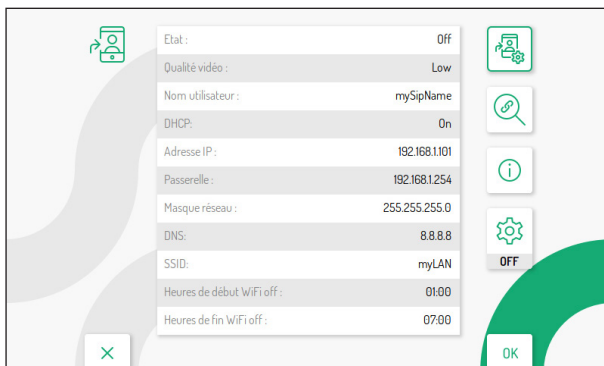 Etat : Off
Qualité vidéo : Low
Nom utilisateur : mySipName
DHCP: On
Adresse IP : 192.168.1.101
Passerelle : 192.168.1.254
Masque réseau : 255.255.255.0
DNS: 8.8.8.8
SSID: myLAN
Heures de début WiFi off : 01:00
Heures de fin WiFi off : 07:00
OFF
OK